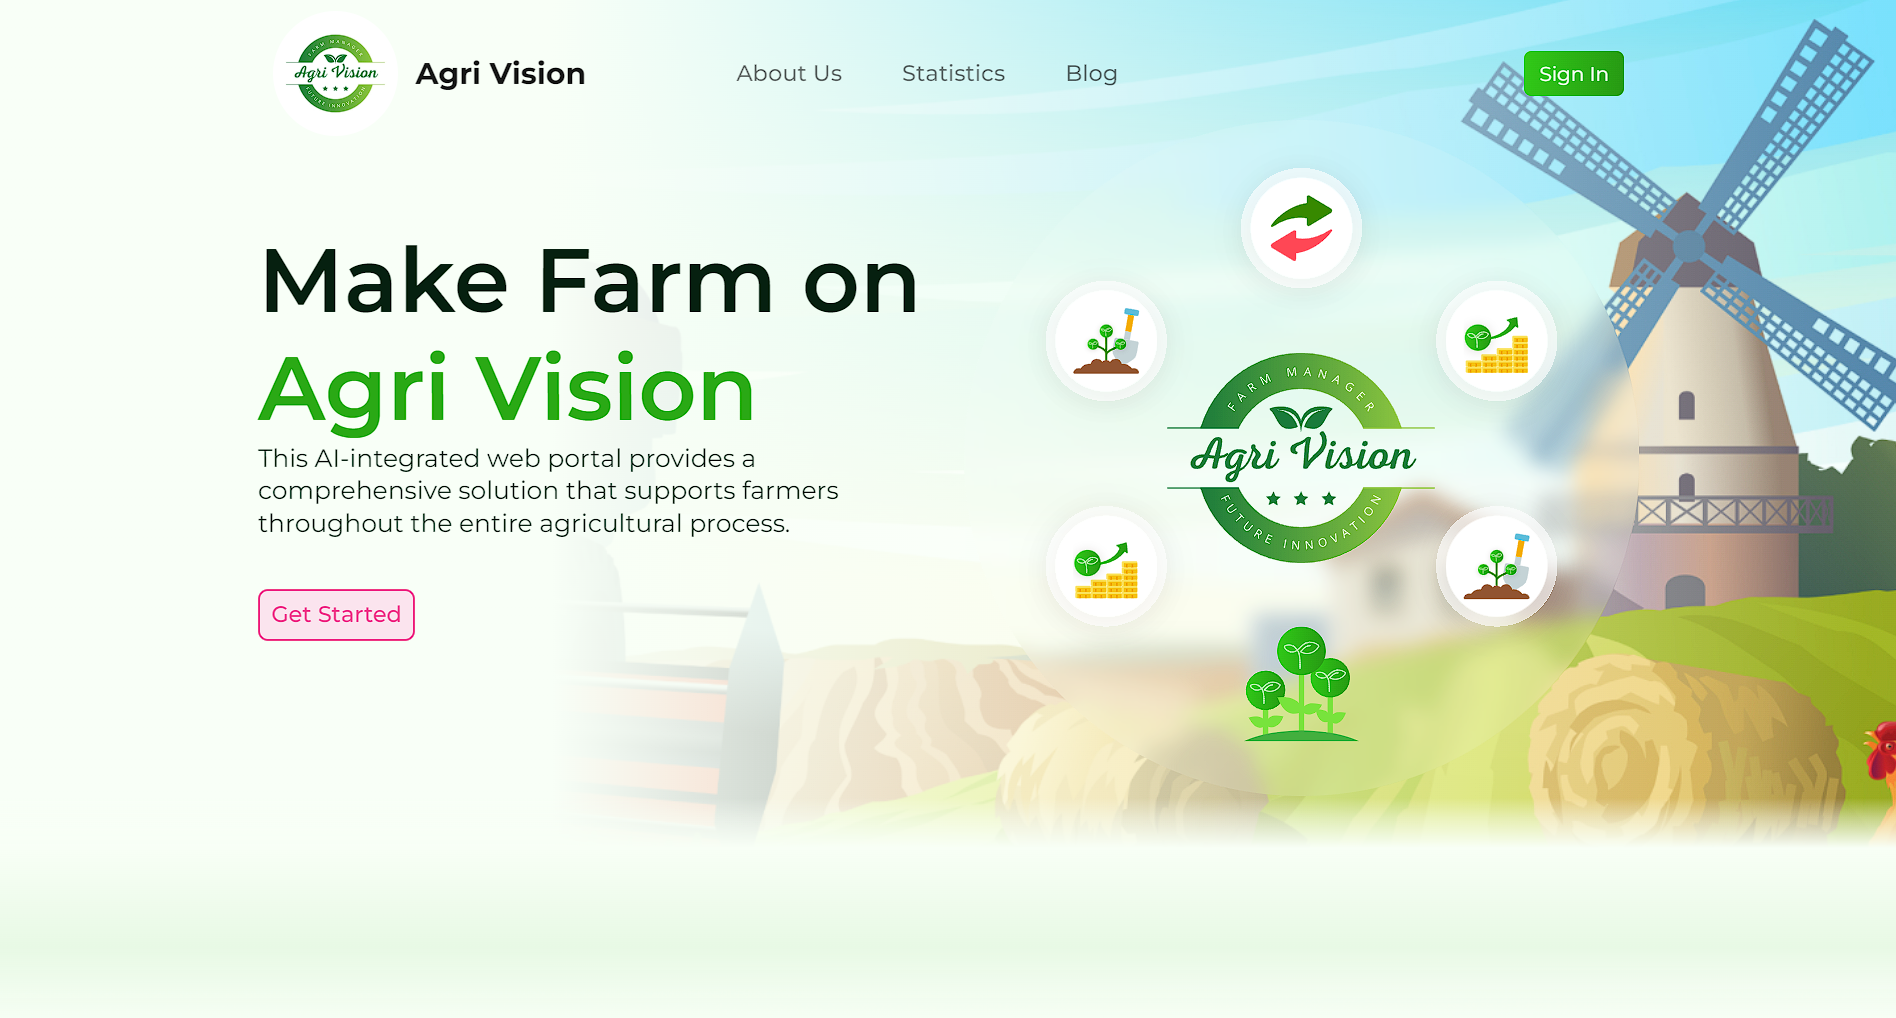 FARM MANAGER
Agri Vision
FUTURE INNOVATION
Agri Vision
About Us
Statistics
Blog
Sign In
Make Farm on
Agri Vision
This AI-integrated web portal provides a
comprehensive solution that supports farmers
throughout the entire agricultural process.
Get Started
FARM MANAGER
Agri Vision
FUTURE INNOVATION